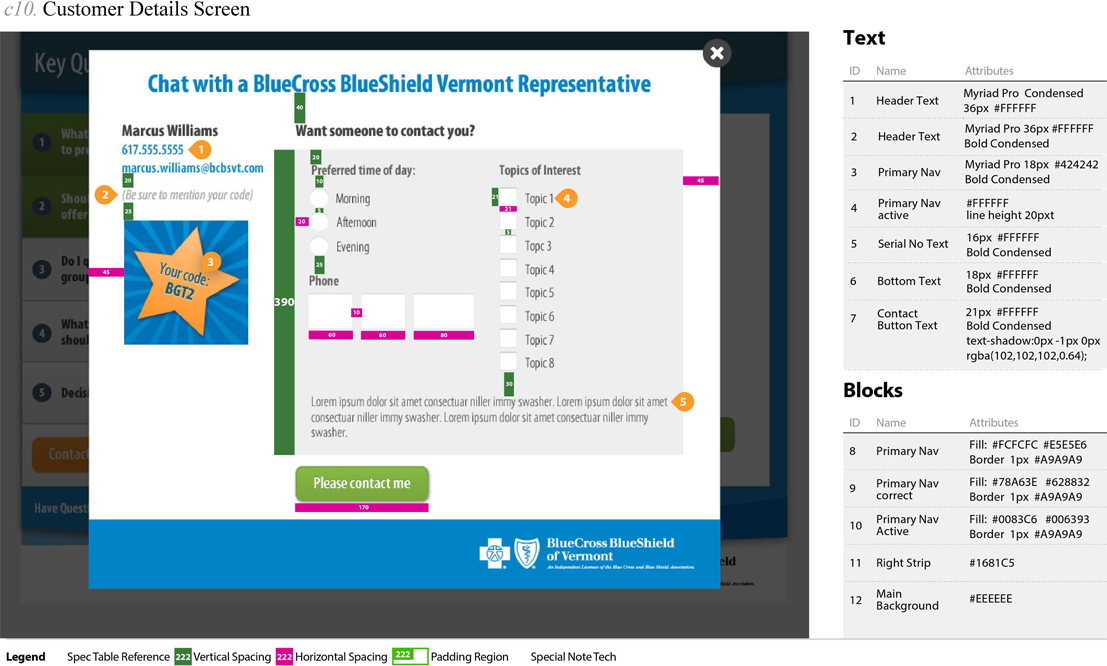 c10. Customer Details Screen
Key Qu
Chat with a BlueCross BlueShield Vermont Representative
40
Marcus Williams
617.555.5555 1
marcus.williams@bcbsvt.com
20
2 (Be sure to mention your code)
25
45
Your code:
BGT2
3
Want someone to contact you?
390
20
Preferred time of day:
10
Morning
5
20
Afternoon
Evening
25
Phone
10
60 60 80
Topics of Interest
45
21
Topic 1 4
21
Topic 2
5
Topc 3
Topic 4
Topic 5
Topic 6
Topic 7
Topic 8
30
Lorem ipsum dolor sit amet consectuar niller immy swasher. Lorem ipsum dolor sit amet 5
consectuar niller immy swasher. Lorem ipsum dolor sit amet consectuar niller immy
swasher.
Please contact me
170
BlueCross BlueShield
of Vermont
An Independent Licensee of the Blue Cross and Blue Shield Association.
1 What
to pre
2 Shou
offer
3 Do I q
group
4 What
shoul
5 Decisi
Contact
Have Questi
eld
ield Association.
Text
ID Name Attributes
1 Header Text Myriad Pro Condensed
36px #FFFFFF
2 Header Text Myriad Pro 36px #FFFFFF
Bold Condensed
3 Primary Nav Myriad Pro 18px #424242
Bold Condensed
4 Primary Nav #FFFFFF
active line height 20pxt
5 Serial No Text 16px #FFFFFF
Bold Condensed
6 Bottom Text 18px #FFFFFF
Bold Condensed
7 Contact 21px #FFFFFF
Button Text Bold Condensed
text-shadow:0px -1px 0px
rgba(102,102,102,0.64);
Blocks
ID Name Attributes
8 Primary Nav Fill: #FCFCFC #E5E5E6
Border 1px #A9A9A9
9 Primary Nav Fill: #78A63E #628832
correct Border 1px #A9A9A9
10 Primary Nav Fill: #0083C6 #006393
Active Border 1px #A9A9A9
11 Right Strip #1681C5
12 Main #EEEEEE
Background
Legend Spec Table Reference 222 Vertical Spacing 222 Horizontal Spacing 222 Padding Region Special Note Tech